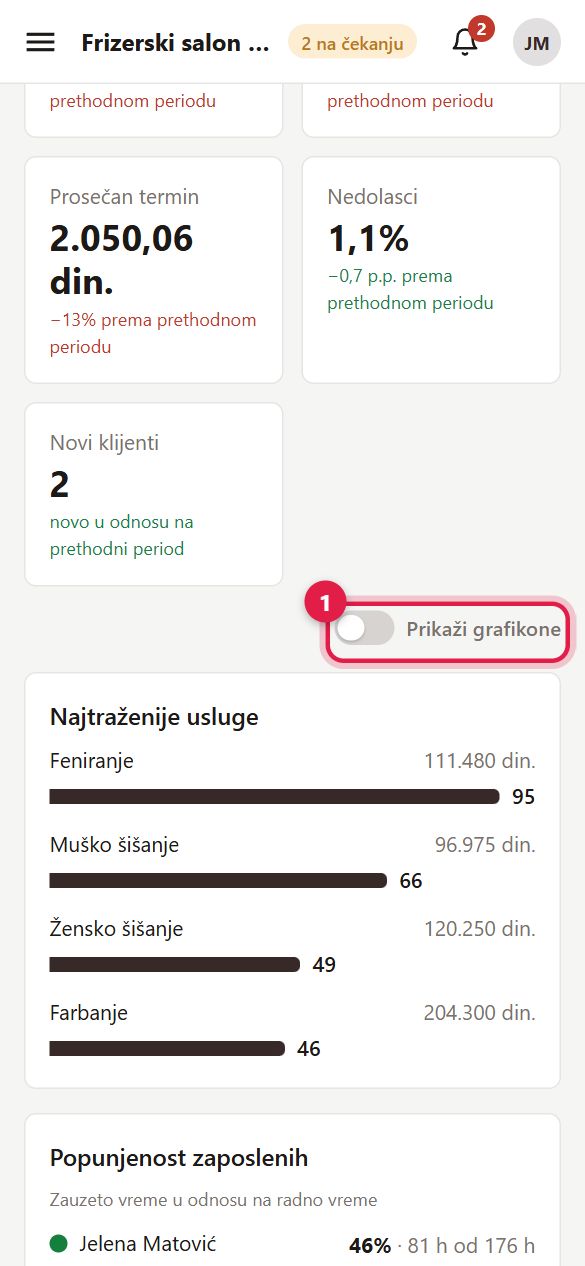 Frizerski salon ...
2 na čekanju
2
JM
prethodnom periodu
prethodnom periodu
Prosečan termin
2.050,06
din.
−13% prema prethodnom
periodu
Nedolasci
1,1%
−0,7 p.p. prema
prethodnom periodu
Novi klijenti
2
novo u odnosu na
prethodni period
1
Prikaži grafikone
Najtraženije usluge
Feniranje 111.480 din.
95
Muško šišanje 96.975 din.
66
Žensko šišanje 120.250 din.
49
Farbanje 204.300 din.
46
Popunjenost zaposlenih
Zauzeto vreme u odnosu na radno vreme
Jelena Matović 46% · 81 h od 176 h